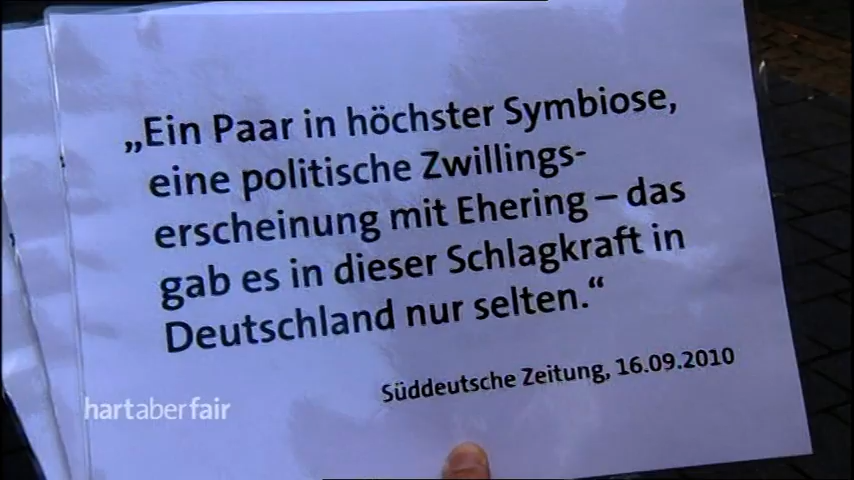 „Ein Paar in höchster Symbiose,
eine politische Zwillings-
erscheinung mit Ehering – das
gab es in dieser Schlagkraft in
Deutschland nur selten.“
Süddeutsche Zeitung, 16.09.2010
hartaberfair